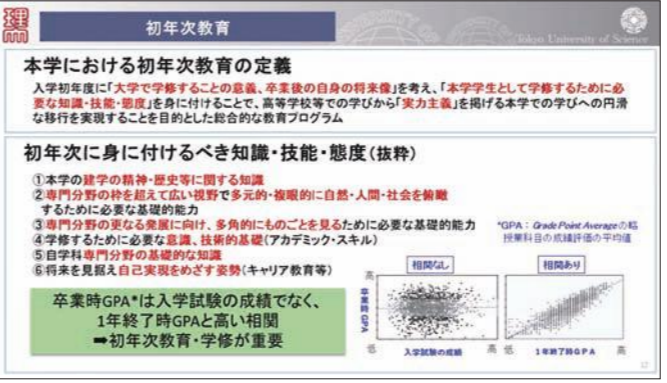 理
初年次教育
Tokyo University of Science
本学における初年次教育の定義
入学初年度に「大学で学修することの意義、卒業後の自身の将来像」を考え、「本学学生として学修するために必
要な知識・技能・態度」を身に付けることで、高等学校等での学びから「実力主義」を掲げる本学での学びへの円滑
な移行を実現することを目的とした総合的な教育プログラム
初年次に身に付けるべき知識・技能・態度(抜粋)
①本学の建学の精神・歴史等に関する知識
②専門分野の枠を超えて広い視野で多元的・複眼的に自然・人間・社会を俯瞰
するために必要な基礎的能力
③専門分野の更なる発展に向け、多角的にものごとを見るために必要な基礎的能力
④学修するために必要な意識、技術的基礎(アカデミック・スキル)
⑤自学科専門分野の基礎的な知識
⑥将来を見据え自己実現をめざす姿勢(キャリア教育等)
*GPA:Grade Point Averageの略
授業科目の成績評価の平均値
卒業時GPA*は入学試験の成績でなく、
1年終了時GPAと高い相関
➡初年次教育・学修が重要
相関なし
相関あり
高
卒業時GPA
低
入学試験の成績
高
低
1年終了時GPA
高